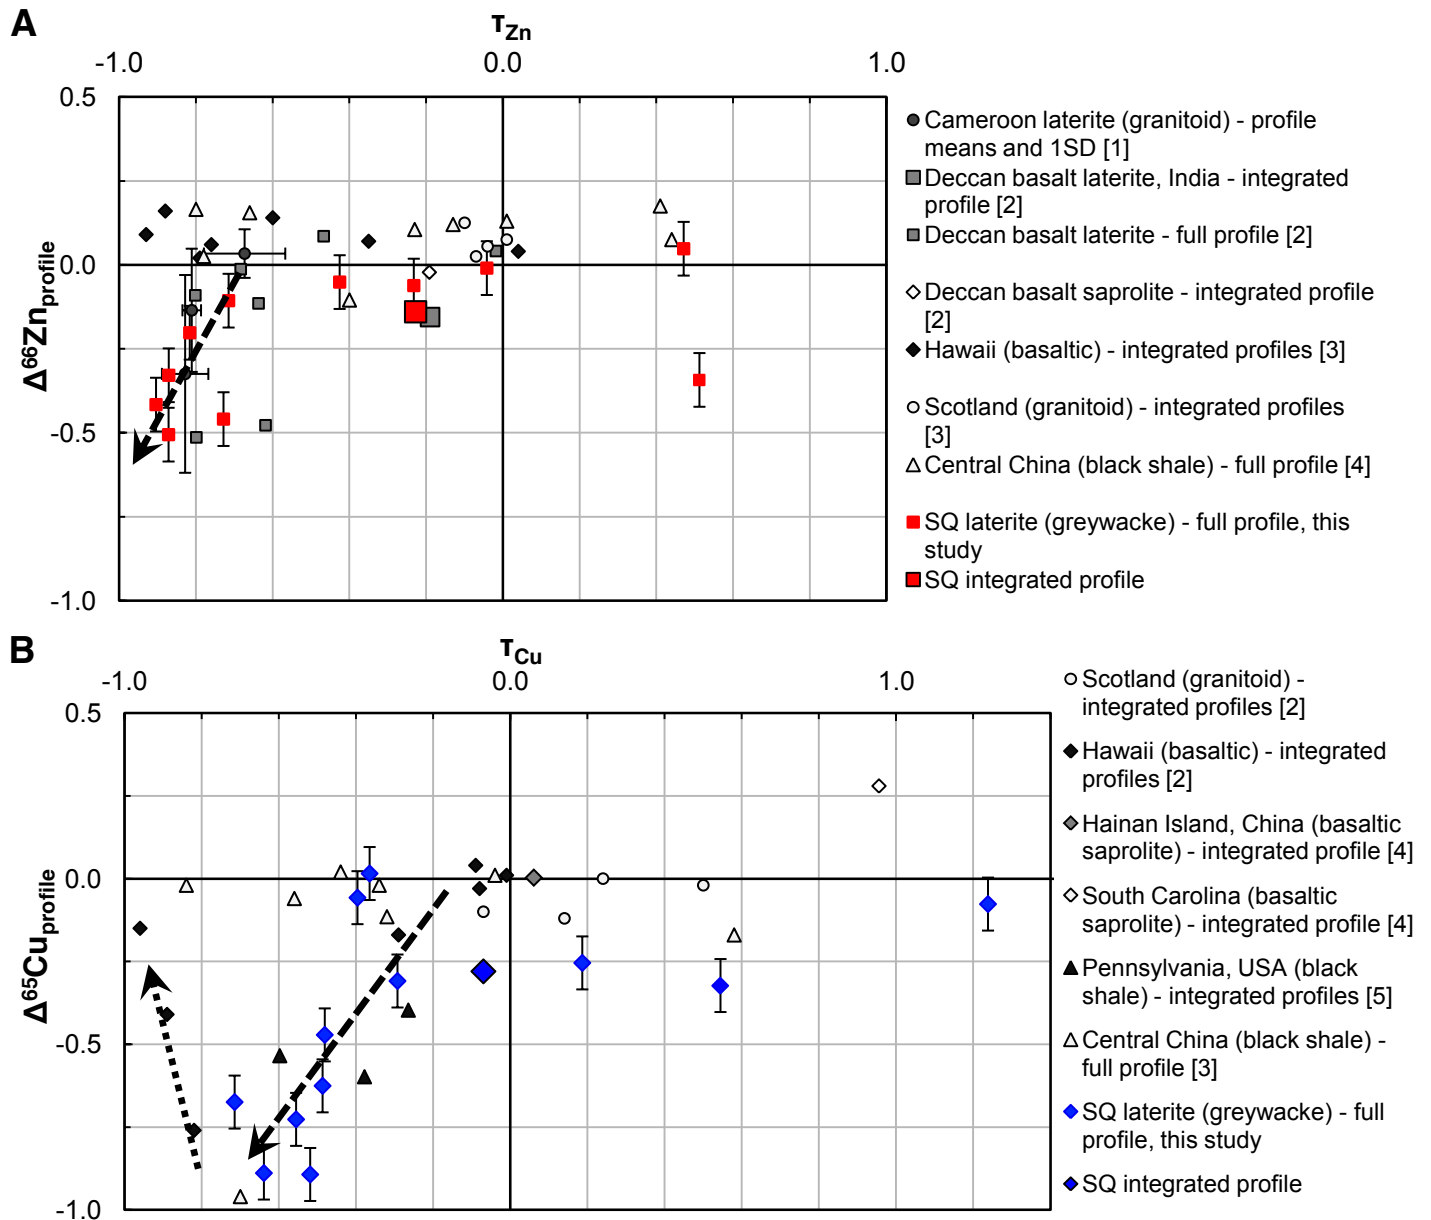 A
τZn
-1.0 0.0 1.0
0.5
0.0
-0.5
-1.0
Δ66Znprofile
Cameroon laterite (granitoid) - profile
means and 1SD [1]
Deccan basalt laterite, India - integrated
profile [2]
Deccan basalt laterite - full profile [2]
Deccan basalt saprolite - integrated profile
[2]
Hawaii (basaltic) - integrated profiles [3]
Scotland (granitoid) - integrated profiles
[3]
Central China (black shale) - full profile [4]
SQ laterite (greywacke) - full profile, this
study
SQ integrated profile
B
τCu
-1.0 0.0 1.0
0.5
0.0
-0.5
-1.0
Δ65Cuprofile
Scotland (granitoid) -
integrated profiles [2]
Hawaii (basaltic) - integrated
profiles [2]
Hainan Island, China (basaltic
saprolite) - integrated profile [4]
South Carolina (basaltic
saprolite) - integrated profile [4]
Pennsylvania, USA (black
shale) - integrated profiles [5]
Central China (black shale) -
full profile [3]
SQ laterite (greywacke) - full
profile, this study
SQ integrated profile